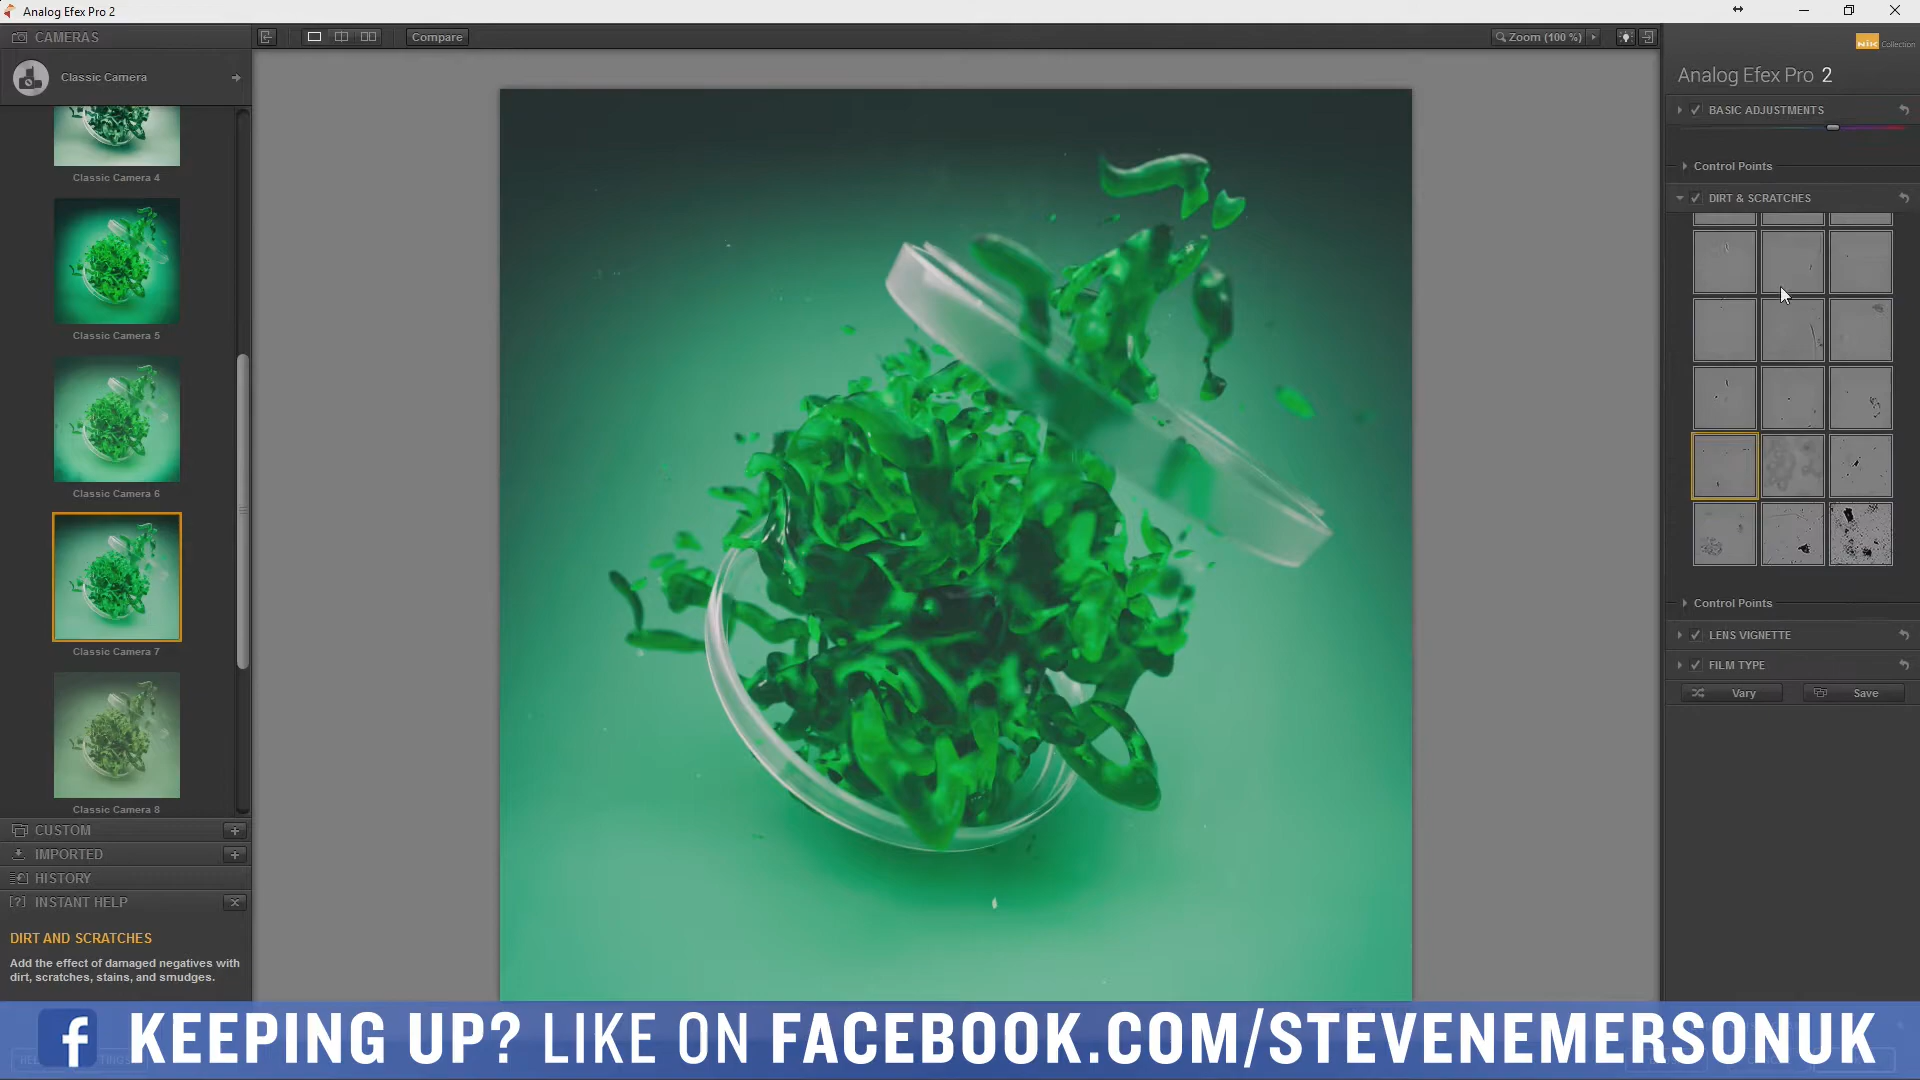 Analog Efex Pro 2
CAMERAS
Compare
Zoom (100 %)
Nik Collection
Classic Camera
Analog Efex Pro 2
BASIC ADJUSTMENTS
Control Points
Classic Camera 4
DIRT & SCRATCHES
Classic Camera 5
Classic Camera 6
Control Points
LENS VIGNETTE
Classic Camera 7
FILM TYPE
Vary
Save
Classic Camera 8
CUSTOM
IMPORTED
HISTORY
[?] INSTANT HELP
DIRT AND SCRATCHES
Add the effect of damaged negatives with
dirt, scratches, stains, and smudges.
f KEEPING UP? LIKE ON FACEBOOK.COM/STEVENEMERSONUK